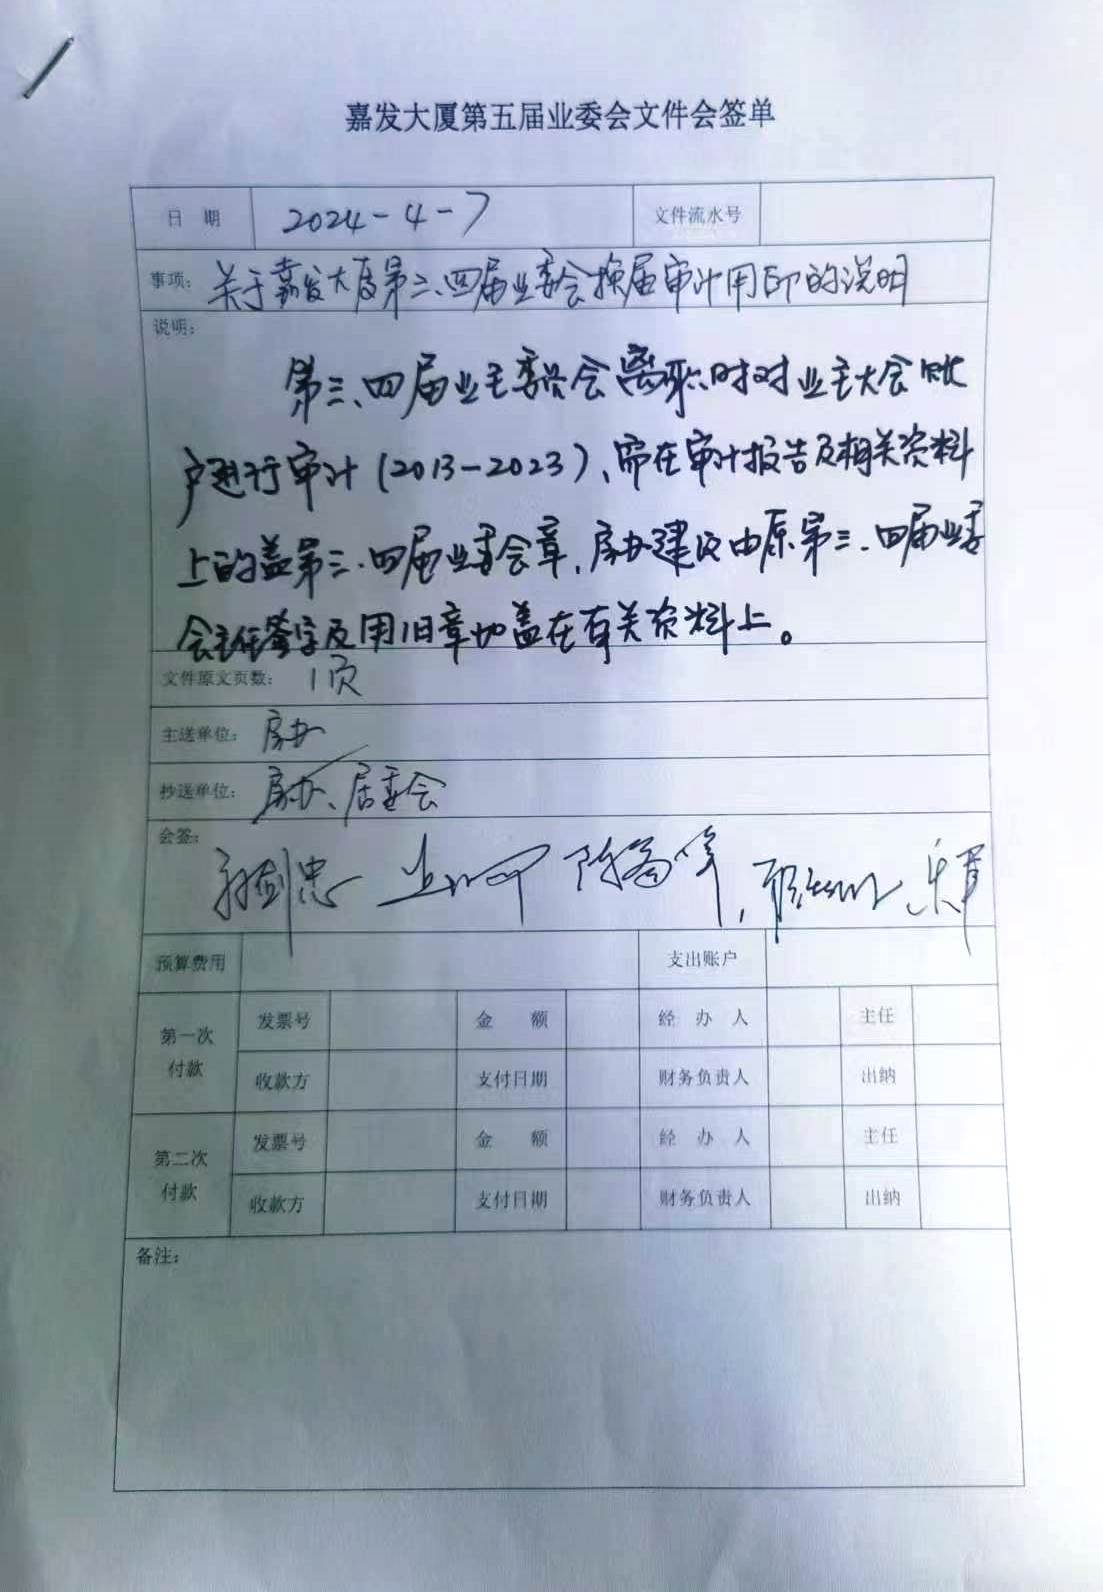 嘉发大厦第五届业委会文件会签单
日 期 2024-4-7 文件流水号
事项: 关于嘉发大厦第三、四届业委会换届审计用印的说明
说明:
第三、四届业主委员会离职时对业主大会账
户进行审计(2013-2023),需在审计报告及相关资料
上的盖第三、四届业委会章,房办建议由原第三、四届业委
会主任签字及用旧章加盖在有关资料上。
文件原文页数: 1页
主送单位: 房办
抄送单位: 房办、居委会
会签:
预算费用 支出账户
第一次付款 发票号 金 额 经 办 人 主任
收款方 支付日期 财务负责人 出纳
第二次付款 发票号 金 额 经 办 人 主任
收款方 支付日期 财务负责人 出纳
备注: